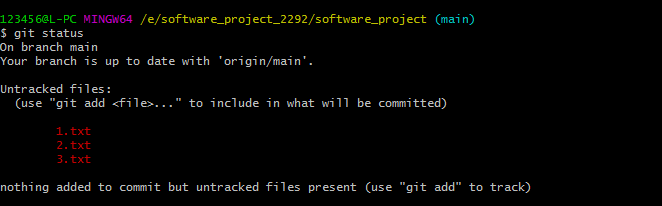 123456@L-PC MINGW64 /e/software_project_2292/software_project (main)
$ git status
On branch main
Your branch is up to date with 'origin/main'.
Untracked files:
(use "git add <file>..." to include in what will be committed)
1.txt
2.txt
3.txt
nothing added to commit but untracked files present (use "git add" to track)